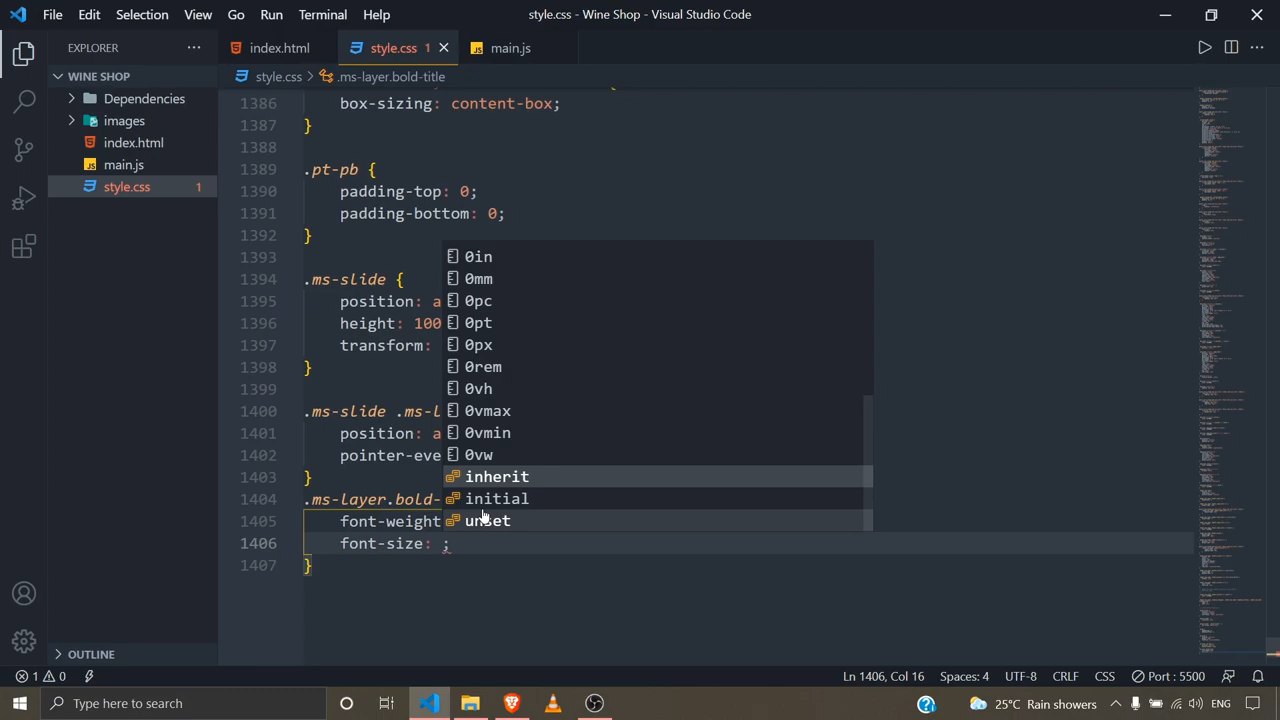 File Edit Selection View Go Run Terminal Help
style.css - Wine Shop - Visual Studio Code
EXPLORER
index.html
style.css 1
main.js
WINE SHOP
style.css > .ms-layer.bold-title
Dependencies
images
index.html
main.js
style.css 1
1386 box-sizing: content-box;
1387 }
1388
1389 .pt-pb {
1390 padding-top: 0;
1391 padding-bottom: 0;
1392 }
1393
1394 .ms-slide {
1395 position: a
1396 height: 100
1397 transform:
1398 }
1399
1400 .ms-slide .ms-l
1401 position: a
1402 pointer-eve
1403 }
1404 .ms-layer.bold-
1405 font-weight
1406 font-size: ;
1407 }
0in
0mm
0pc
0pt
0px
0rem
0vh
0vmax
0vmin
0vw
inherit
initial
unset
OUTLINE
1 0
Ln 1406, Col 16
Spaces: 4
UTF-8
CRLF
CSS
Port : 5500
Type here to search
25°C Rain showers
ENG